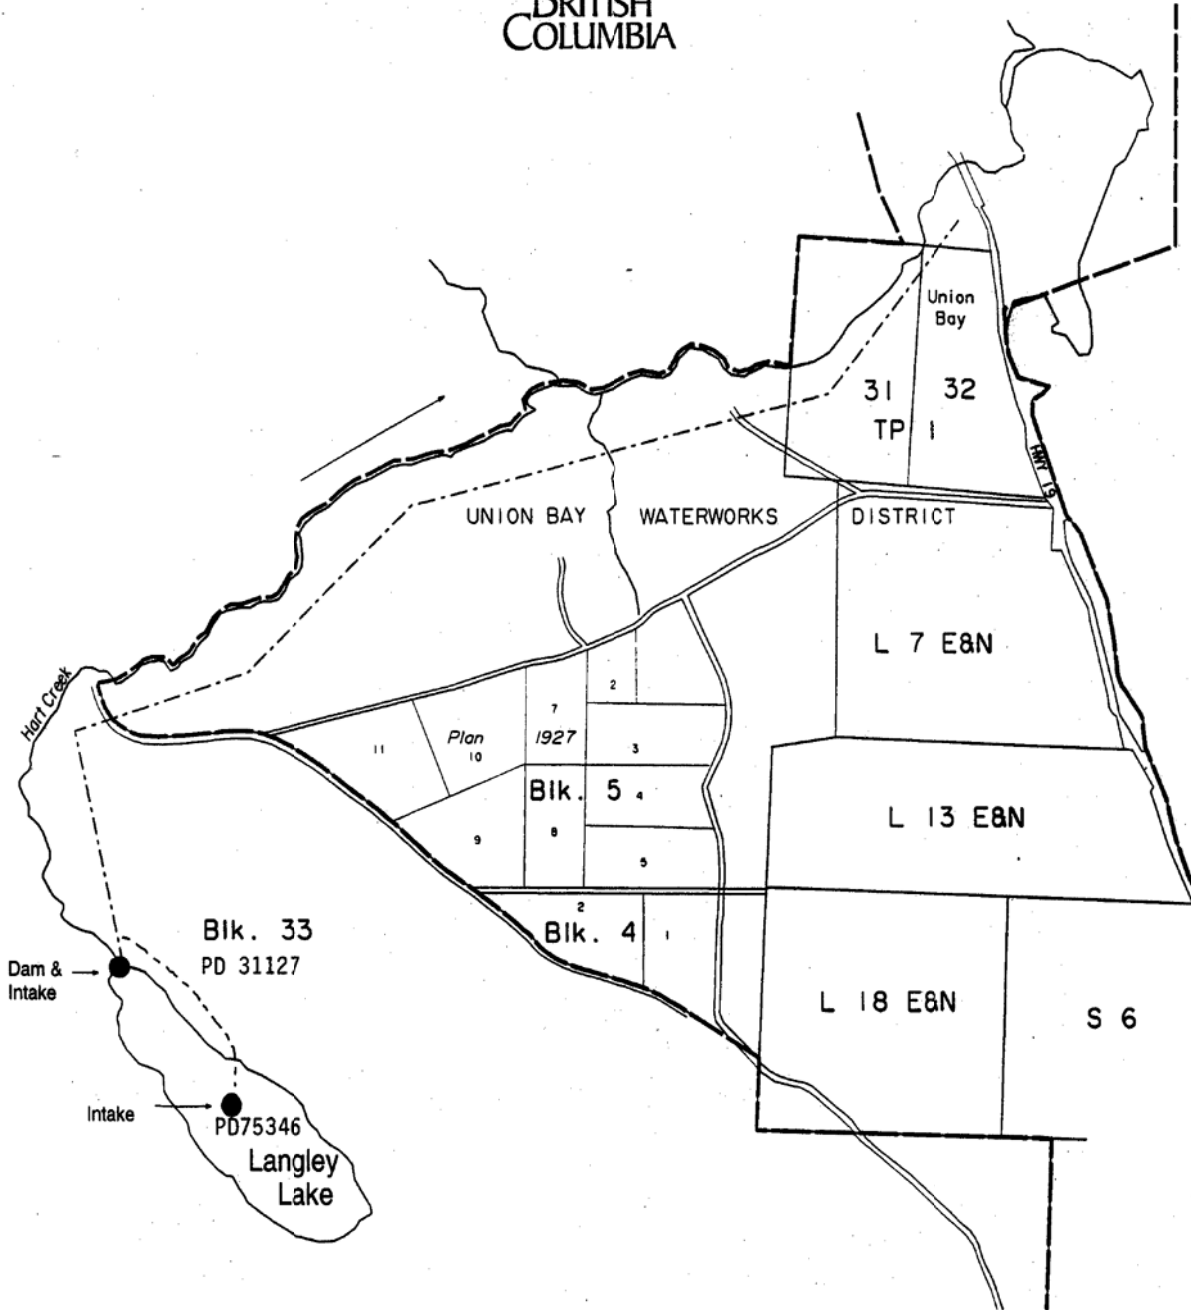 BRITISH
COLUMBIA
Union
Bay
31
32
TP 1
HWY 19
UNION BAY WATERWORKS DISTRICT
L 7 E&N
Hart Creek
2
7
11
Plan
10
1927
3
Blk. 5
4
L 13 E&N
9
8
5
2
Blk. 33
Blk. 4
1
PD 31127
Dam &
Intake
L 18 E&N
S 6
Intake
PD75346
Langley
Lake